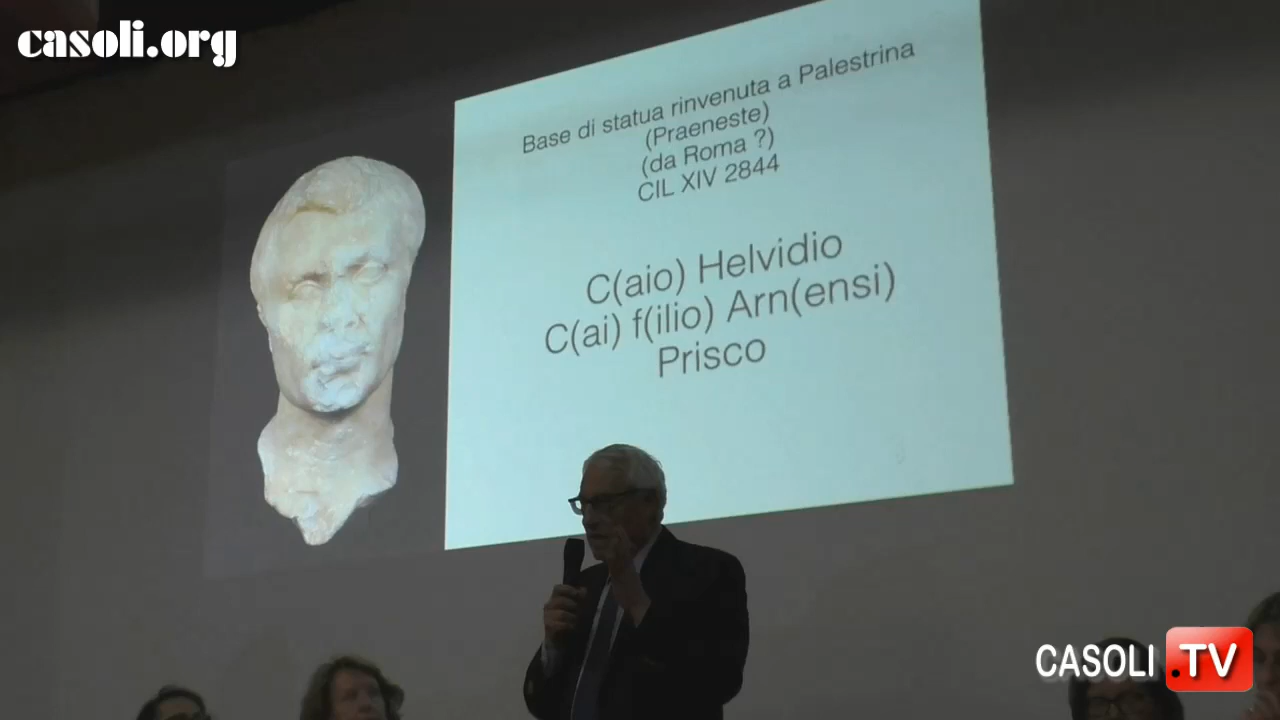 casoli.org
Base di statua rinvenuta a Palestrina
(Praeneste)
(da Roma ?)
CIL XIV 2844
C(aio) Helvidio
C(ai) f(ilio) Arn(ensi)
Prisco
CASOLI.TV